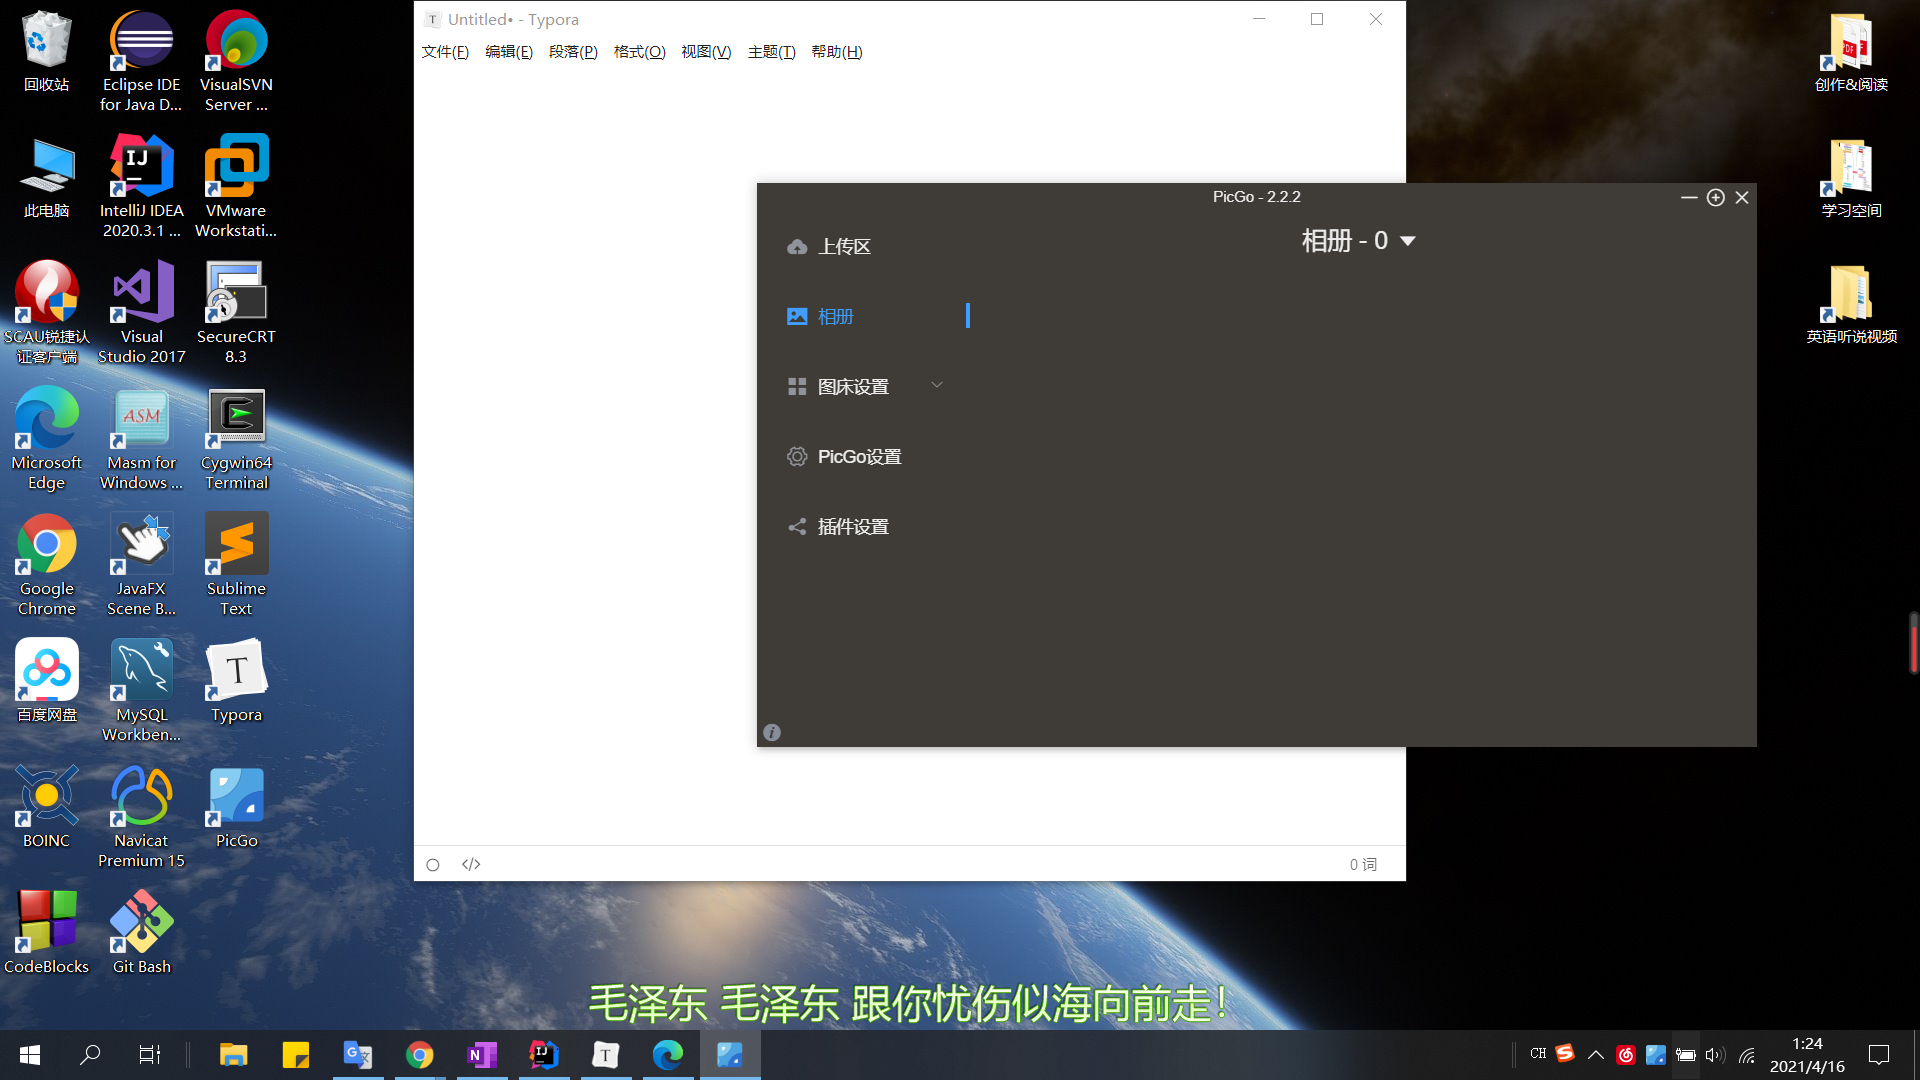 回收站
Eclipse IDE
for Java D...
VisualSVN
Server ...
此电脑
IntelliJ IDEA
2020.3.1 ...
VMware
Workstati...
SCAU锐捷认
证客户端
Visual
Studio 2017
SecureCRT
8.3
Microsoft
Edge
ASM
Masm for
Windows ...
Cygwin64
Terminal
Google
Chrome
JavaFX
Scene B...
Sublime
Text
百度网盘
MySQL
Workben...
Typora
BOINC
Navicat
Premium 15
PicGo
CodeBlocks
Git Bash
Untitled• - Typora
文件(F) 编辑(E) 段落(P) 格式(O) 视图(V) 主题(T) 帮助(H)
PicGo - 2.2.2
相册 - 0
上传区
相册
图床设置
PicGo设置
插件设置
</>
0 词
创作&阅读
学习空间
英语听说视频
毛泽东 毛泽东 跟你忧伤似海向前走!
CH
1:24
2021/4/16